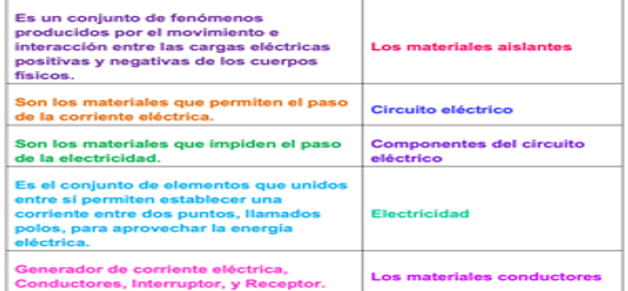 Es un conjunto de fenómenos
producidos por el movimiento e
interacción entre las cargas eléctricas
positivas y negativas de los cuerpos
físicos.
Los materiales aislantes
Son los materiales que permiten el paso
de la corriente eléctrica.
Circuito eléctrico
Son los materiales que impiden el paso
de la electricidad.
Componentes del circuito
eléctrico
Es el conjunto de elementos que unidos
entre sí permiten establecer una
corriente entre dos puntos, llamados
polos, para aprovechar la energía
eléctrica.
Electricidad
Generador de corriente eléctrica,
Conductores, Interruptor, y Receptor.
Los materiales conductores